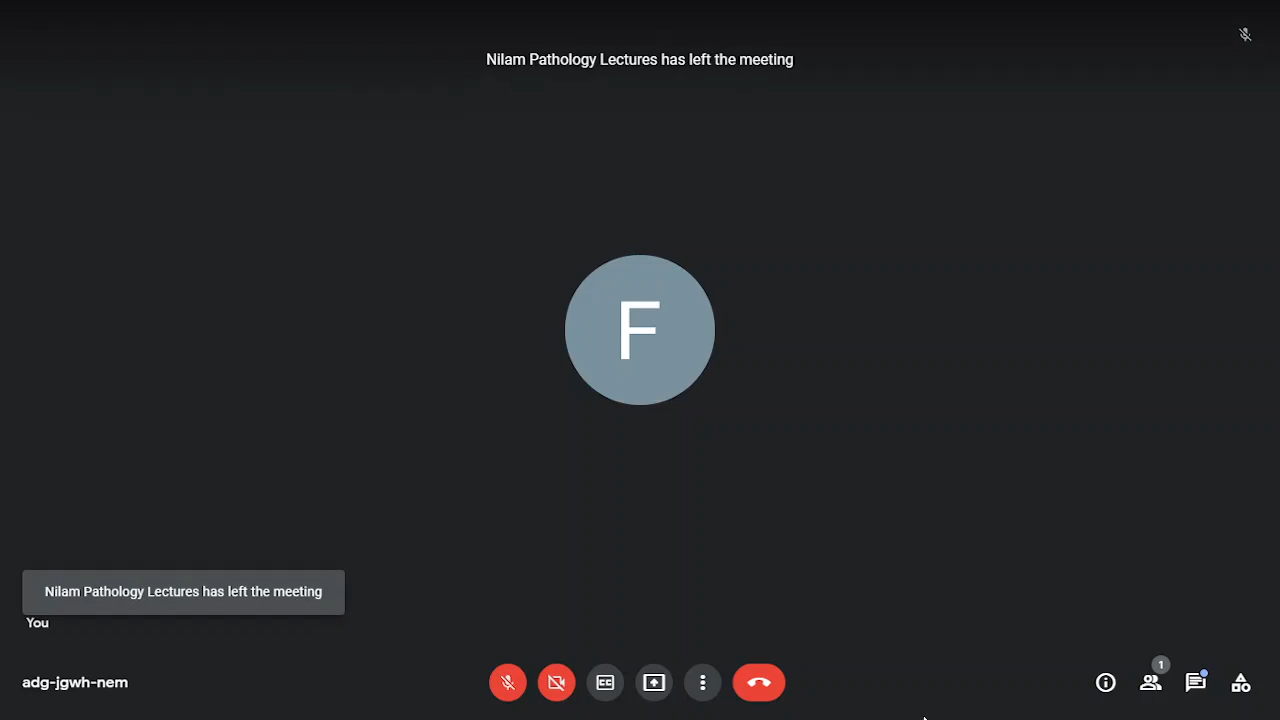 Nilam Pathology Lectures has left the meeting
F
Nilam Pathology Lectures has left the meeting
You
adg-jgwh-nem
CC
1